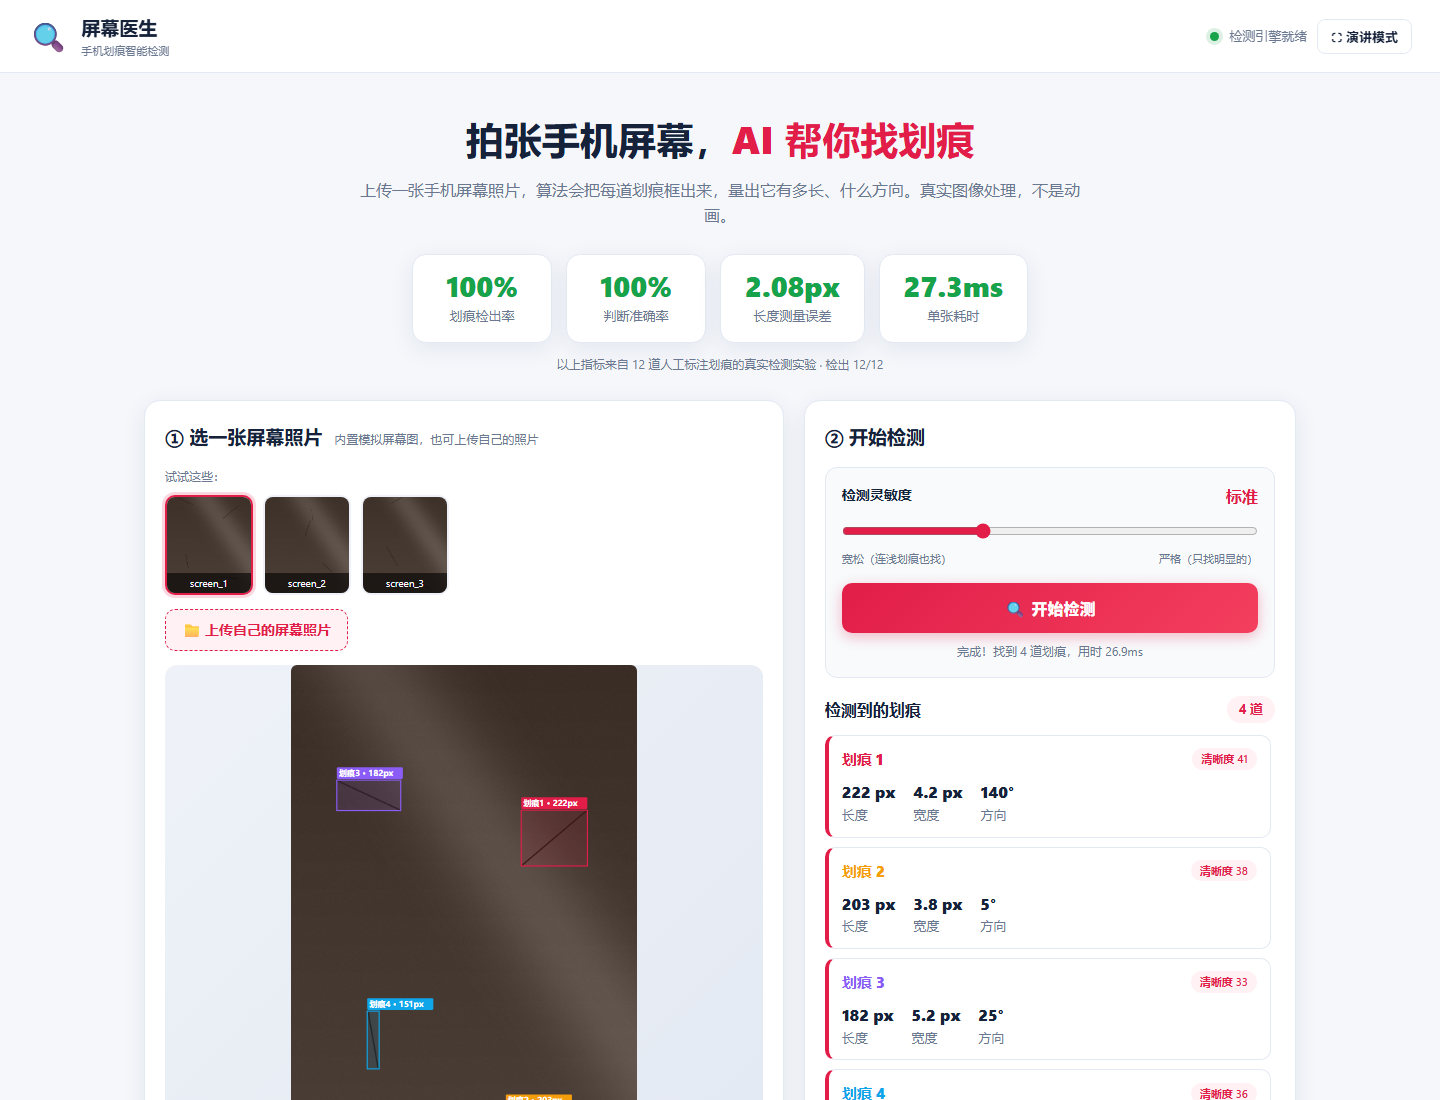 屏幕医生
手机划痕智能检测
检测引擎就绪
演讲模式
拍张手机屏幕，AI 帮你找划痕
上传一张手机屏幕照片，算法会把每道划痕框出来，量出它有多长、什么方向。真实图像处理，不是动
画。
100%
划痕检出率
100%
判断准确率
2.08px
长度测量误差
27.3ms
单张耗时
以上指标来自 12 道人工标注划痕的真实检测实验 · 检出 12/12
① 选一张屏幕照片 内置模拟屏幕图，也可上传自己的照片
试试这些：
screen_1
screen_2
screen_3
上传自己的屏幕照片
划痕3 • 182px
划痕1 • 222px
划痕4 • 151px
② 开始检测
检测灵敏度
标准
宽松（连浅划痕也找）
严格（只找明显的）
开始检测
完成！找到 4 道划痕，用时 26.9ms
检测到的划痕
4 道
划痕 1
清晰度 41
222 px 4.2 px 140°
长度 宽度 方向
划痕 2
清晰度 38
203 px 3.8 px 5°
长度 宽度 方向
划痕 3
清晰度 33
182 px 5.2 px 25°
长度 宽度 方向
划痕 4
清晰度 36